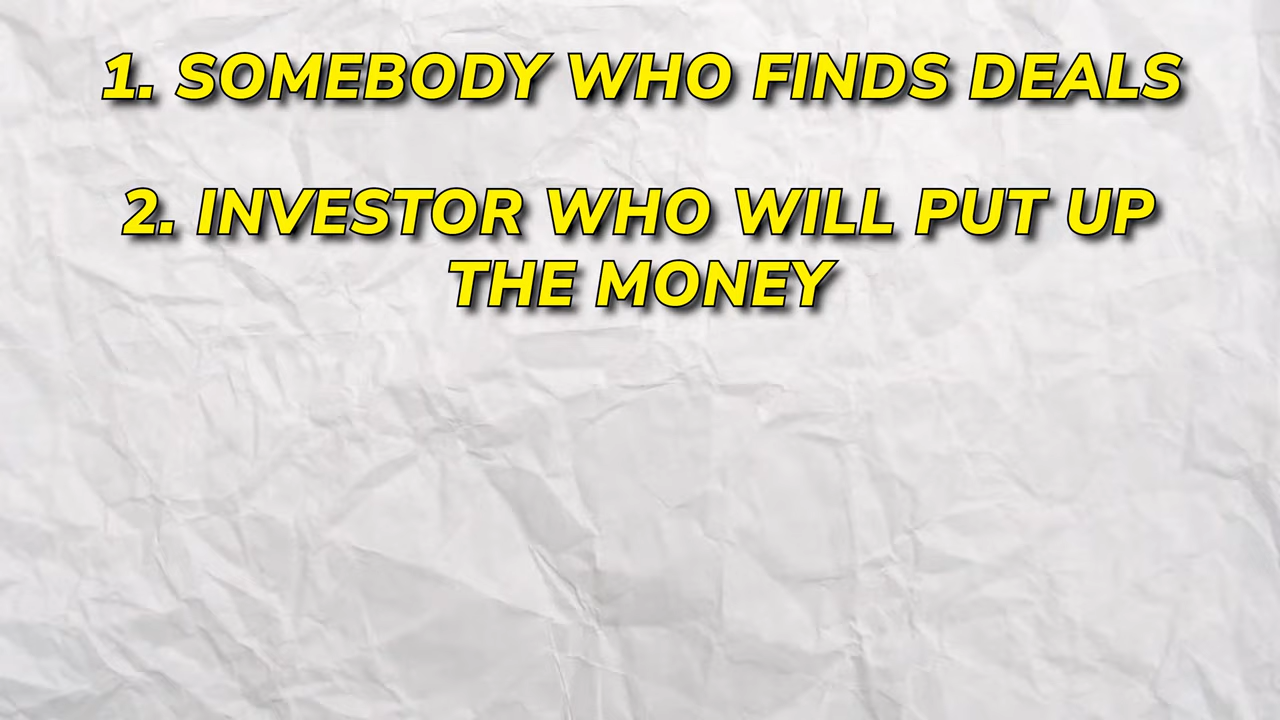 1. SOMEBODY WHO FINDS DEALS
2. INVESTOR WHO WILL PUT UP
THE MONEY